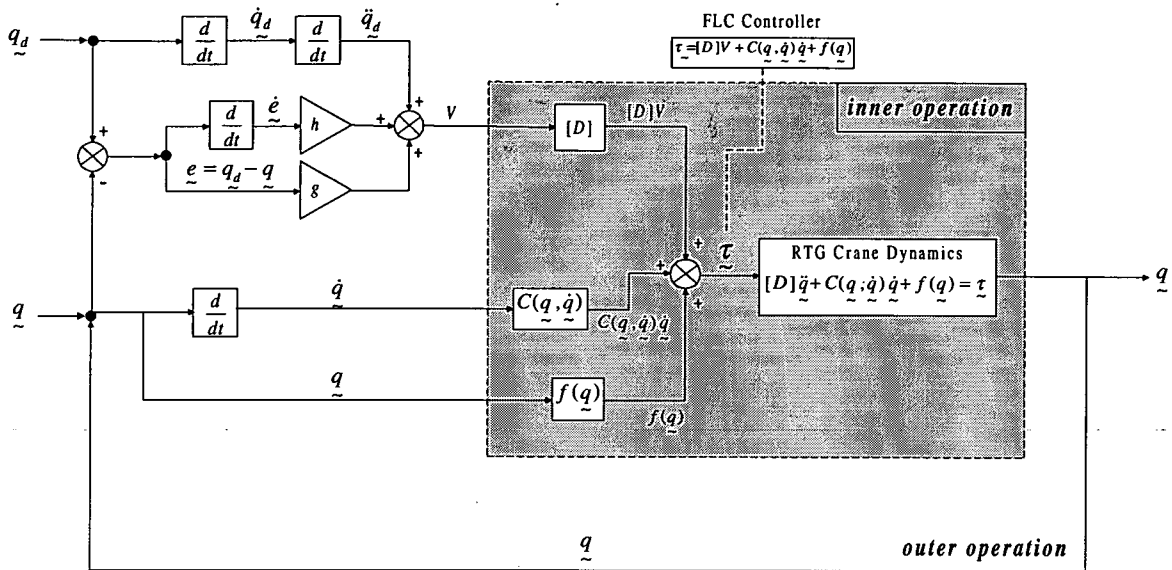 FLC Controller
τ=[D]V + C(q,q̇)q̇ + f(q)
q_d
d/dt
q̇_d
d/dt
q̈_d
+
inner operation
+
d/dt
ė
h
+
V
[D]
[D]V
-
e = q_d - q
g
+
+
τ
RTG Crane Dynamics
[D]q̈ + C(q;q̇)q̇ + f(q) = τ
q
+
+
q
d/dt
q̇
C(q,q̇)
C(q,q̇)q̇
q
f(q)
f(q)
q
outer operation